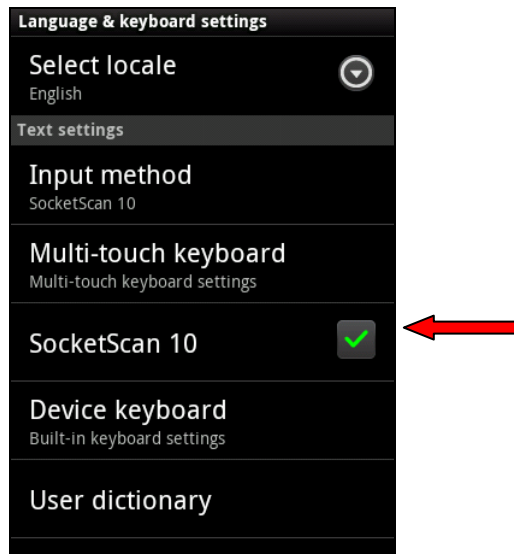 Language & keyboard settings
Select locale
English
Text settings
Input method
SocketScan 10
Multi-touch keyboard
Multi-touch keyboard settings
SocketScan 10
Device keyboard
Built-in keyboard settings
User dictionary